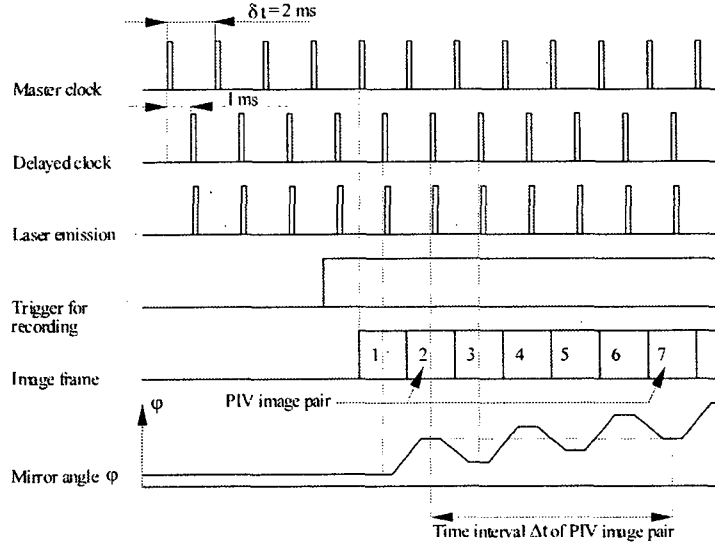 δ t = 2 ms
Master clock
1 ms
Delayed clock
Laser emission
Trigger for
recording
1 2 3 4 5 6 7
Image frame
PIV image pair
φ
Mirror angle φ
Time interval Δt of PIV image pair